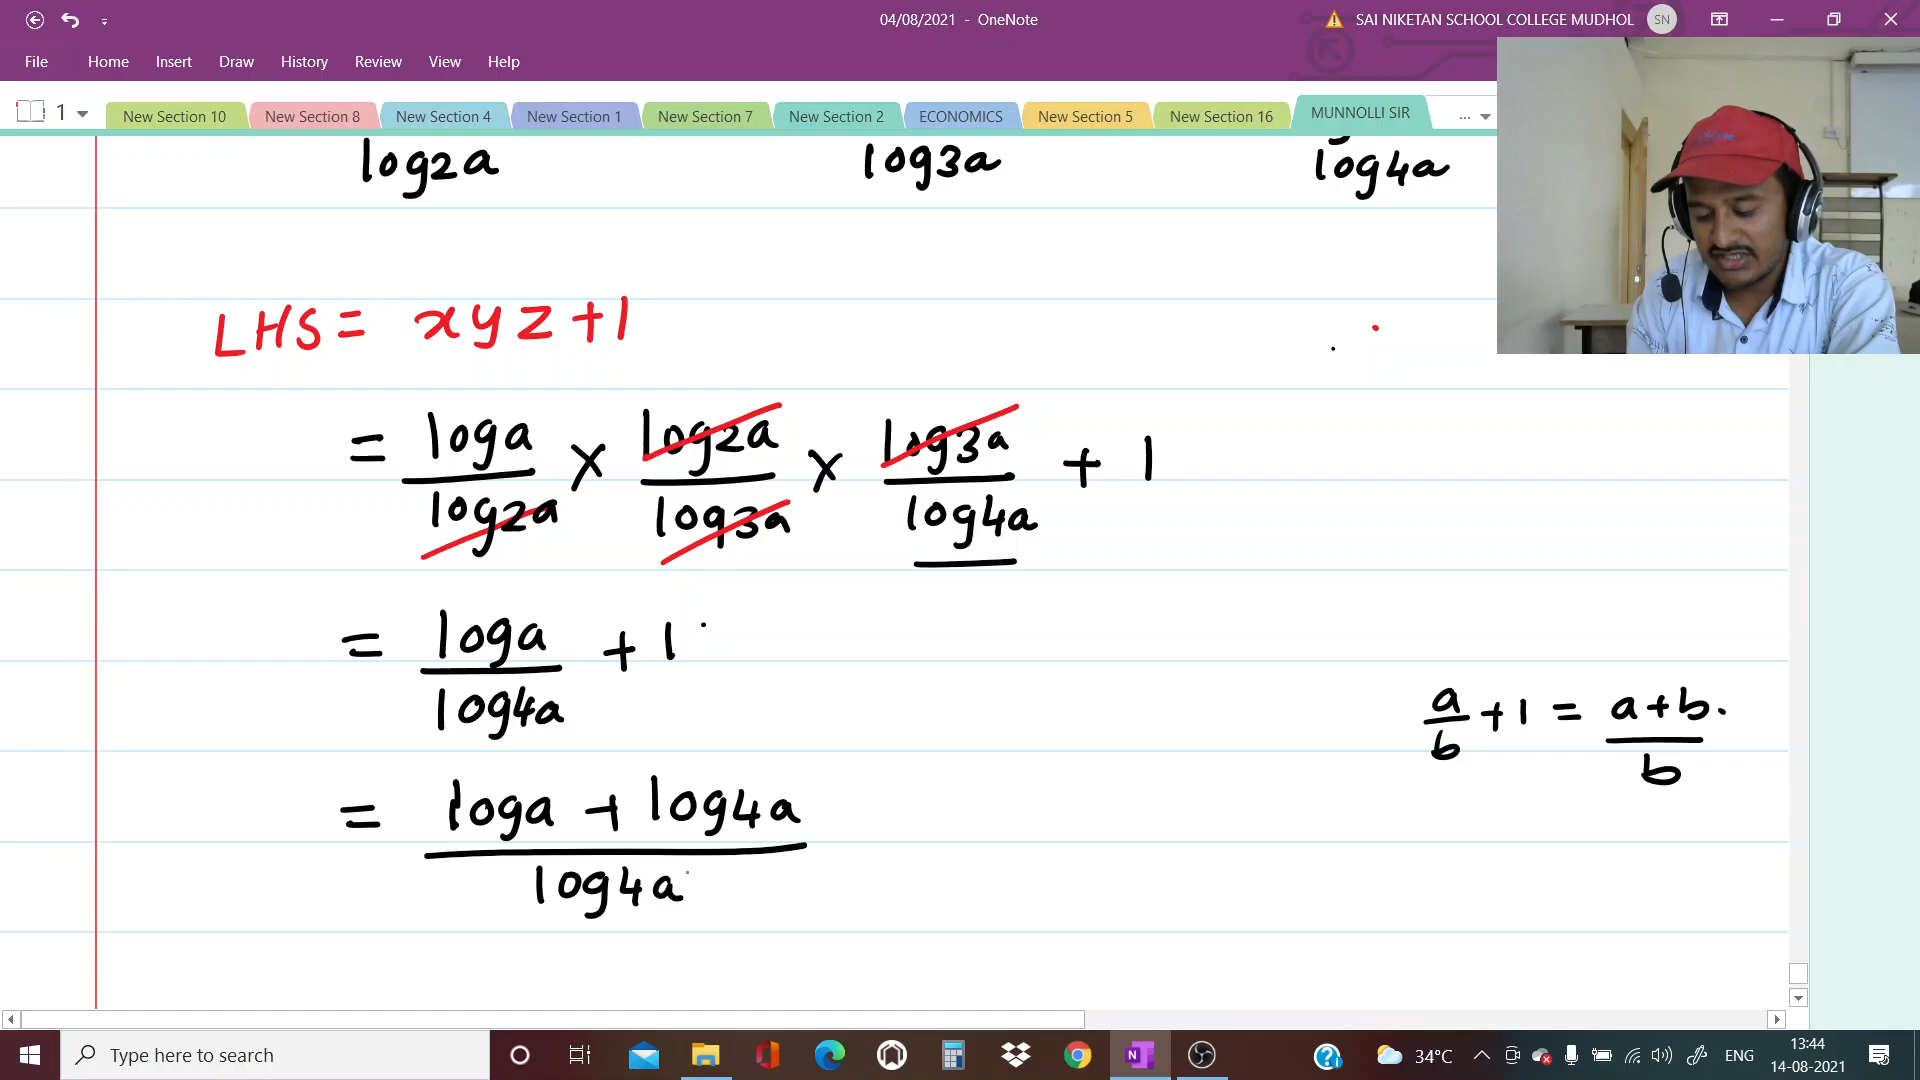 04/08/2021 - OneNote
SAI NIKETAN SCHOOL COLLEGE MUDHOL SN
File Home Insert Draw History Review View Help
1 New Section 10 New Section 8 New Section 4 New Section 1 New Section 7 New Section 2 ECONOMICS New Section 5 New Section 16 MUNNOLLI SIR ...
log2a log3a log4a
LHS = xyz+1
= loga/log2a × log2a/log3a × log3a/log4a + 1
= loga/log4a + 1
a/b + 1 = a+b/b
= loga + log4a/log4a
Type here to search
34°C ENG 13:44
14-08-2021